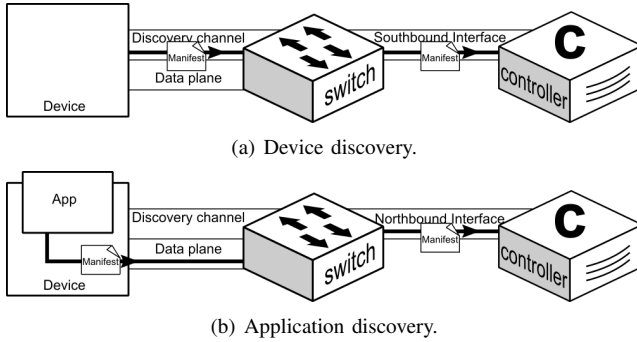 Discovery channel
Southbound Interface
Manifest
Manifest
Data plane
Device
switch
C
controller
(a) Device discovery.
App
Discovery channel
Northbound Interface
Manifest
Data plane
Manifest
Device
switch
C
controller
(b) Application discovery.